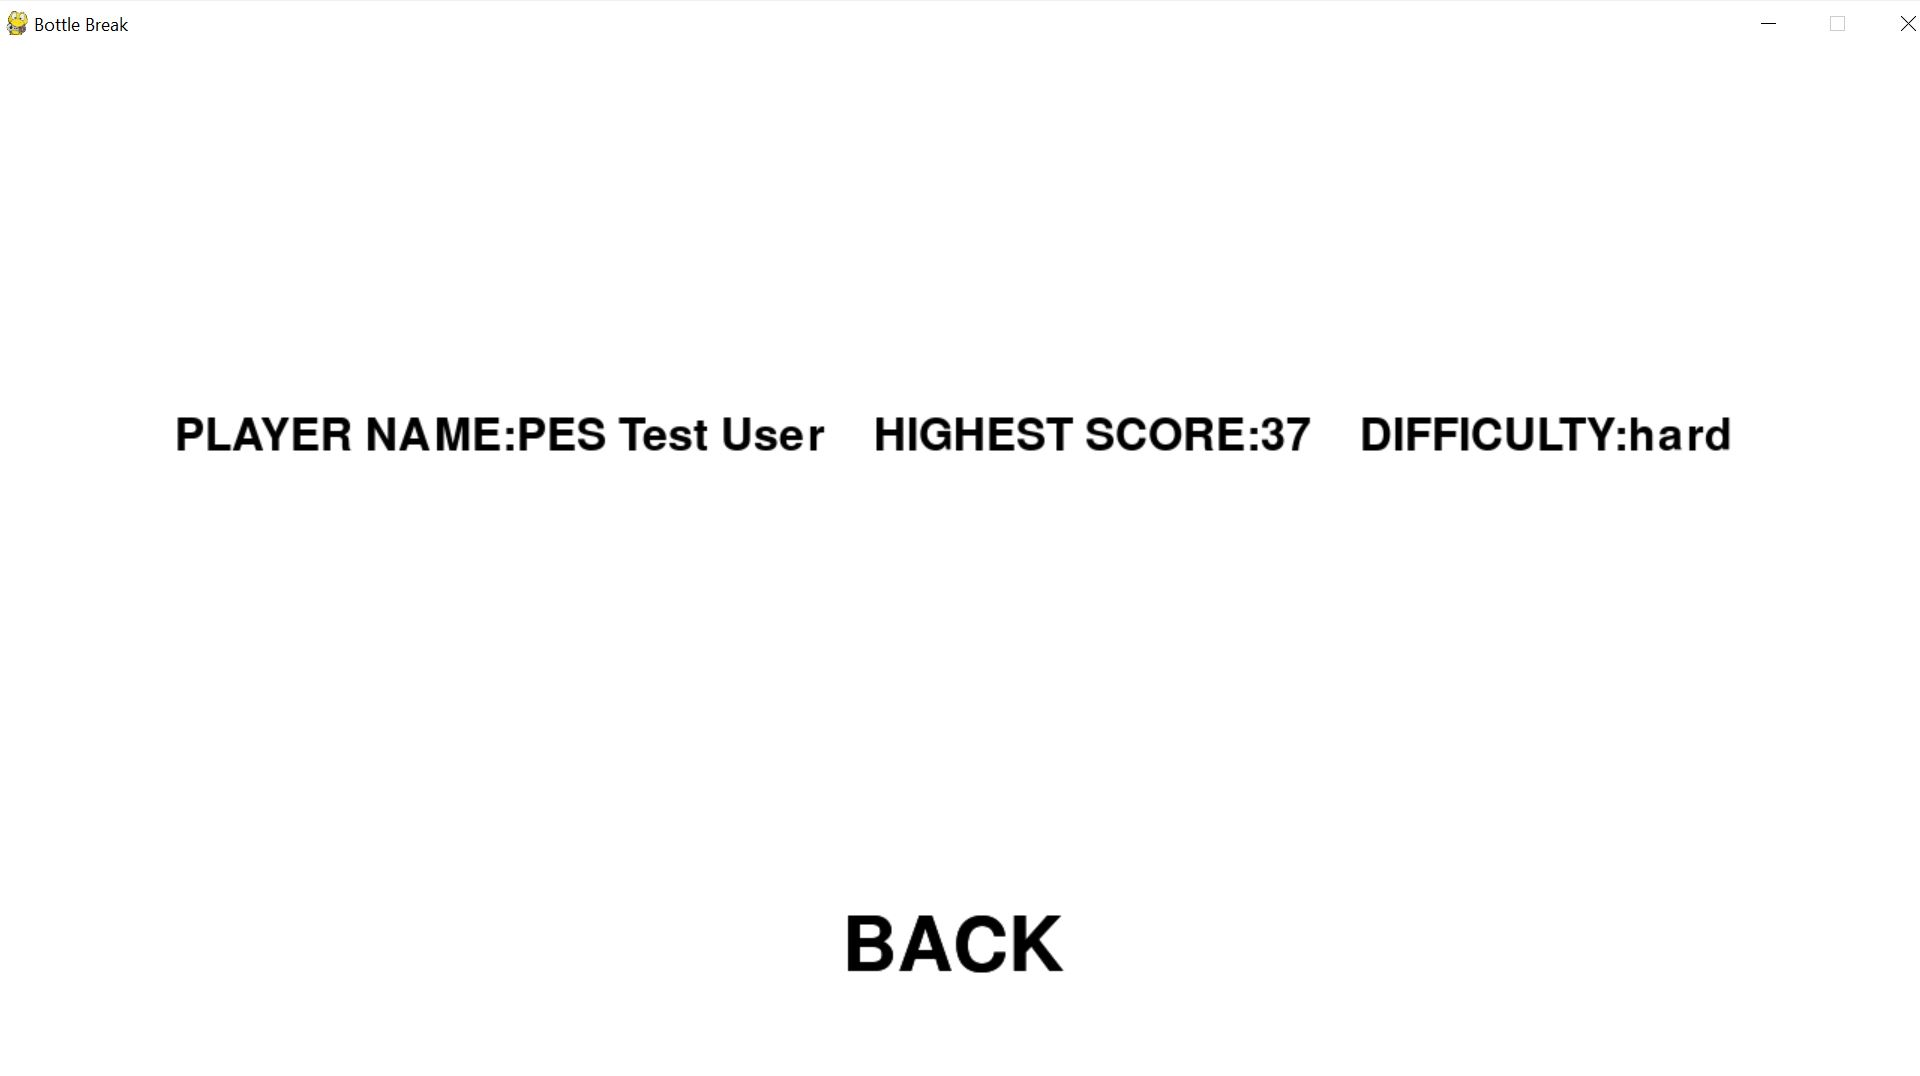 Bottle Break
PLAYER NAME:PES Test User HIGHEST SCORE:37 DIFFICULTY:hard
BACK